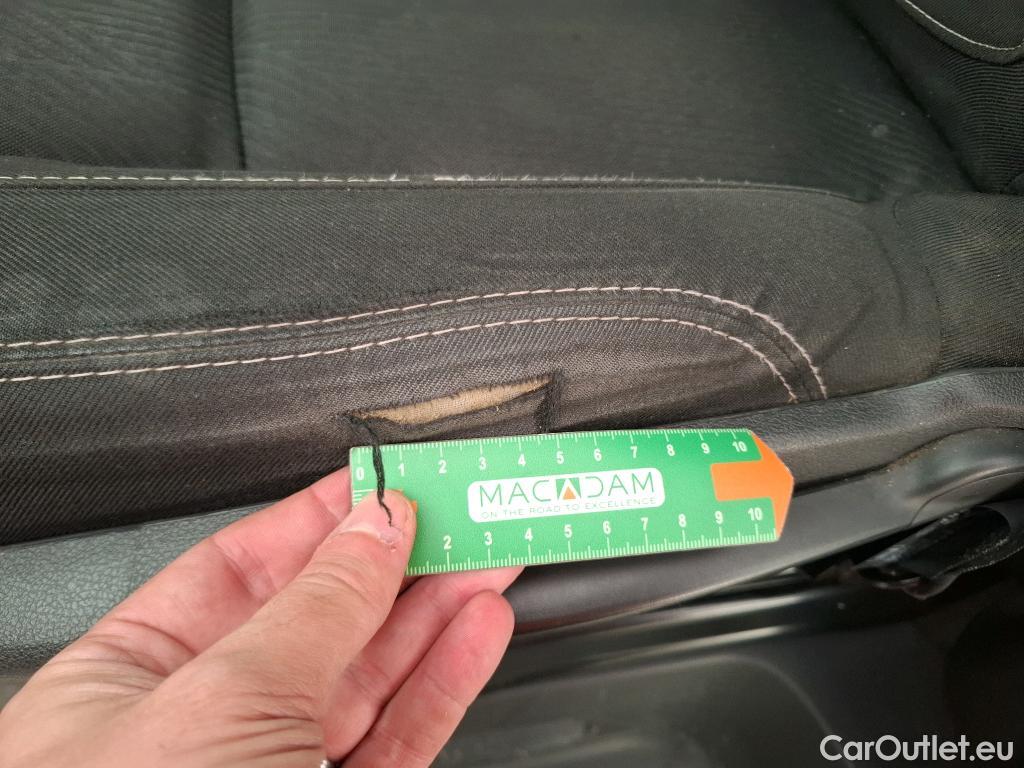 0 1 2 3 4 5 6 7 8 9 10
MACADAM
ON THE ROAD TO EXCELLENCE
2 3 4 5 6 7 8 9 10
CarOutlet.eu